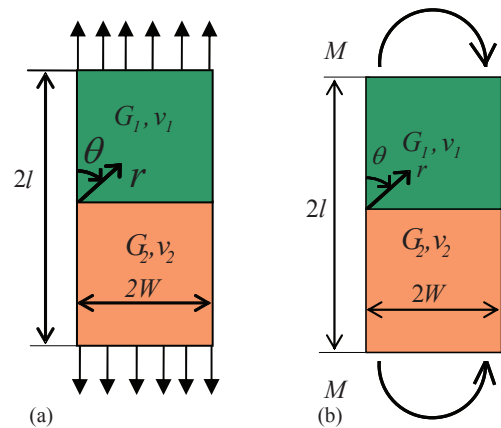 G1, v1
θ
r
2l
G2, v2
2W
(a)
M
G1, v1
θ
r
2l
G2, v2
2W
M
(b)